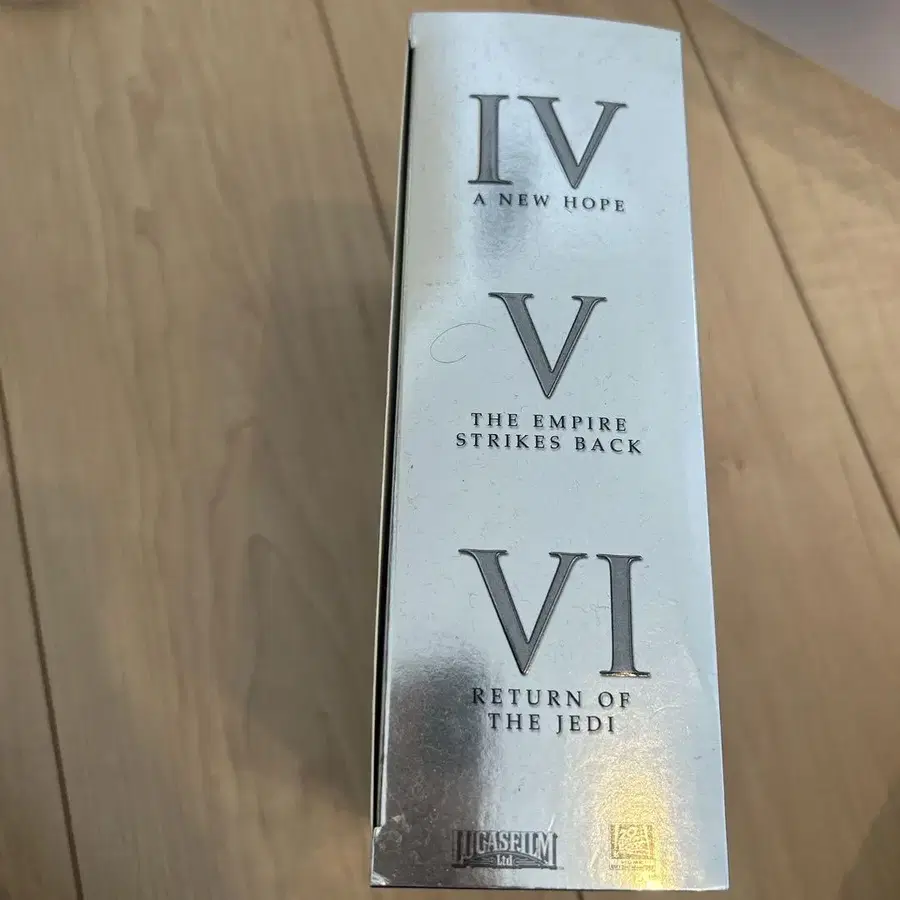 IV
A NEW HOPE
V
THE EMPIRE
STRIKES BACK
VI
RETURN OF
THE JEDI
LUCASFILM
Ltd